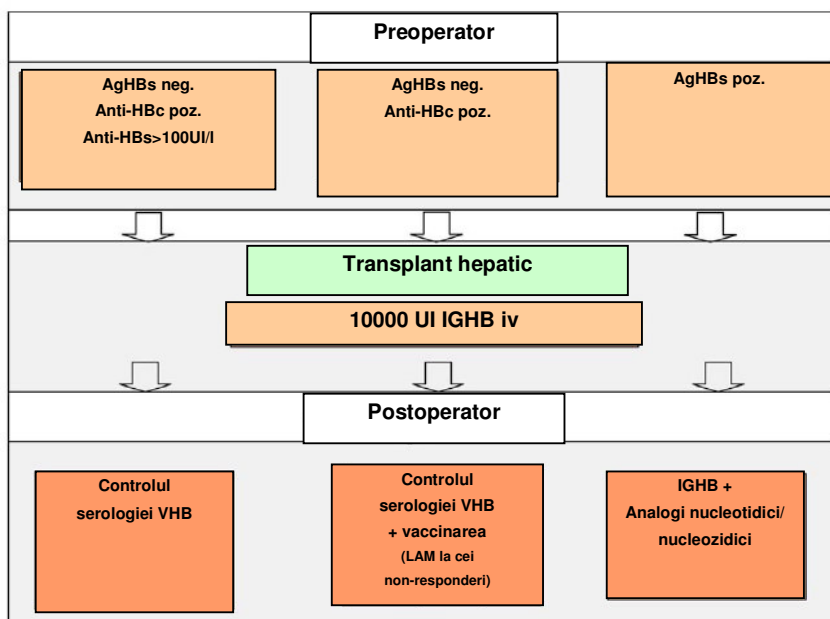 Preoperator
AgHBs neg.
Anti-HBc poz.
Anti-HBs>100UI/l
AgHBs neg.
Anti-HBc poz.
AgHBs poz.
Transplant hepatic
10000 UI IGHB iv
Postoperator
Controlul
serologiei VHB
Controlul
serologiei VHB
+ vaccinarea
(LAM la cei
non-responderi)
IGHB +
Analogi nucleotidici/
nucleozidici